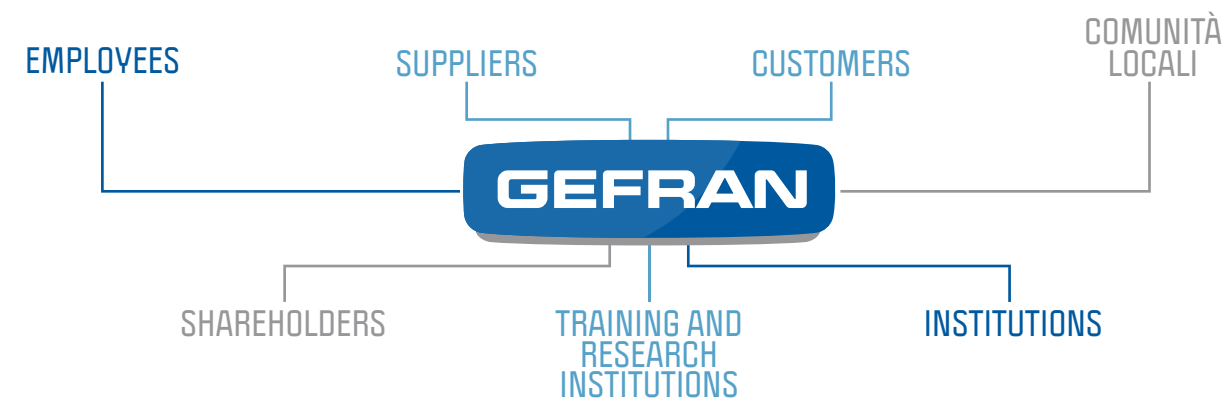 EMPLOYEES
SUPPLIERS
CUSTOMERS
COMUNITÀ
LOCALI
GEFRAN
SHAREHOLDERS
TRAINING AND
RESEARCH
INSTITUTIONS
INSTITUTIONS